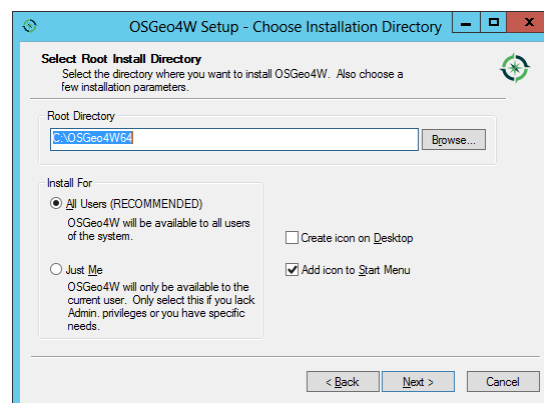 OSGeo4W Setup - Choose Installation Directory
Select Root Install Directory
Select the directory where you want to install OSGeo4W. Also choose a
few installation parameters.
Root Directory
C:\OSGeo4W64
Browse...
Install For
All Users (RECOMMENDED)
OSGeo4W will be available to all users
of the system.
Create icon on Desktop
Just Me
Add icon to Start Menu
OSGeo4W will only be available to the
current user. Only select this if you lack
Admin. privileges or you have specific
needs.
< Back
Next >
Cancel